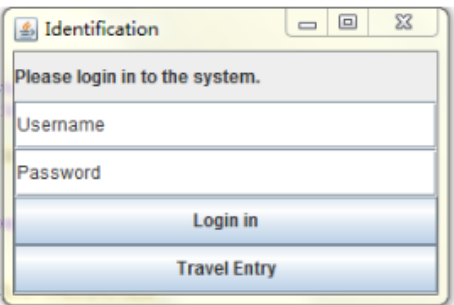 Identification
Please login in to the system.
Username
Password
Login in
Travel Entry